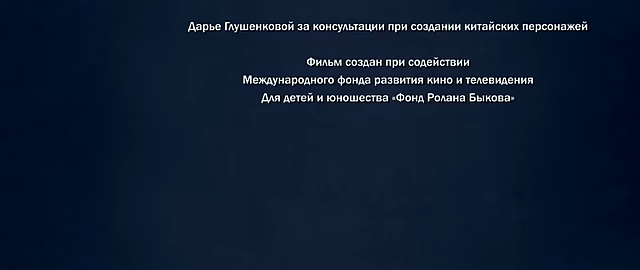 Дарье Глушенковой за консультации при создании китайских персонажей
Фильм создан при содействии
Международного фонда развития кино и телевидения
Для детей и юношества «Фонд Ролана Быкова»